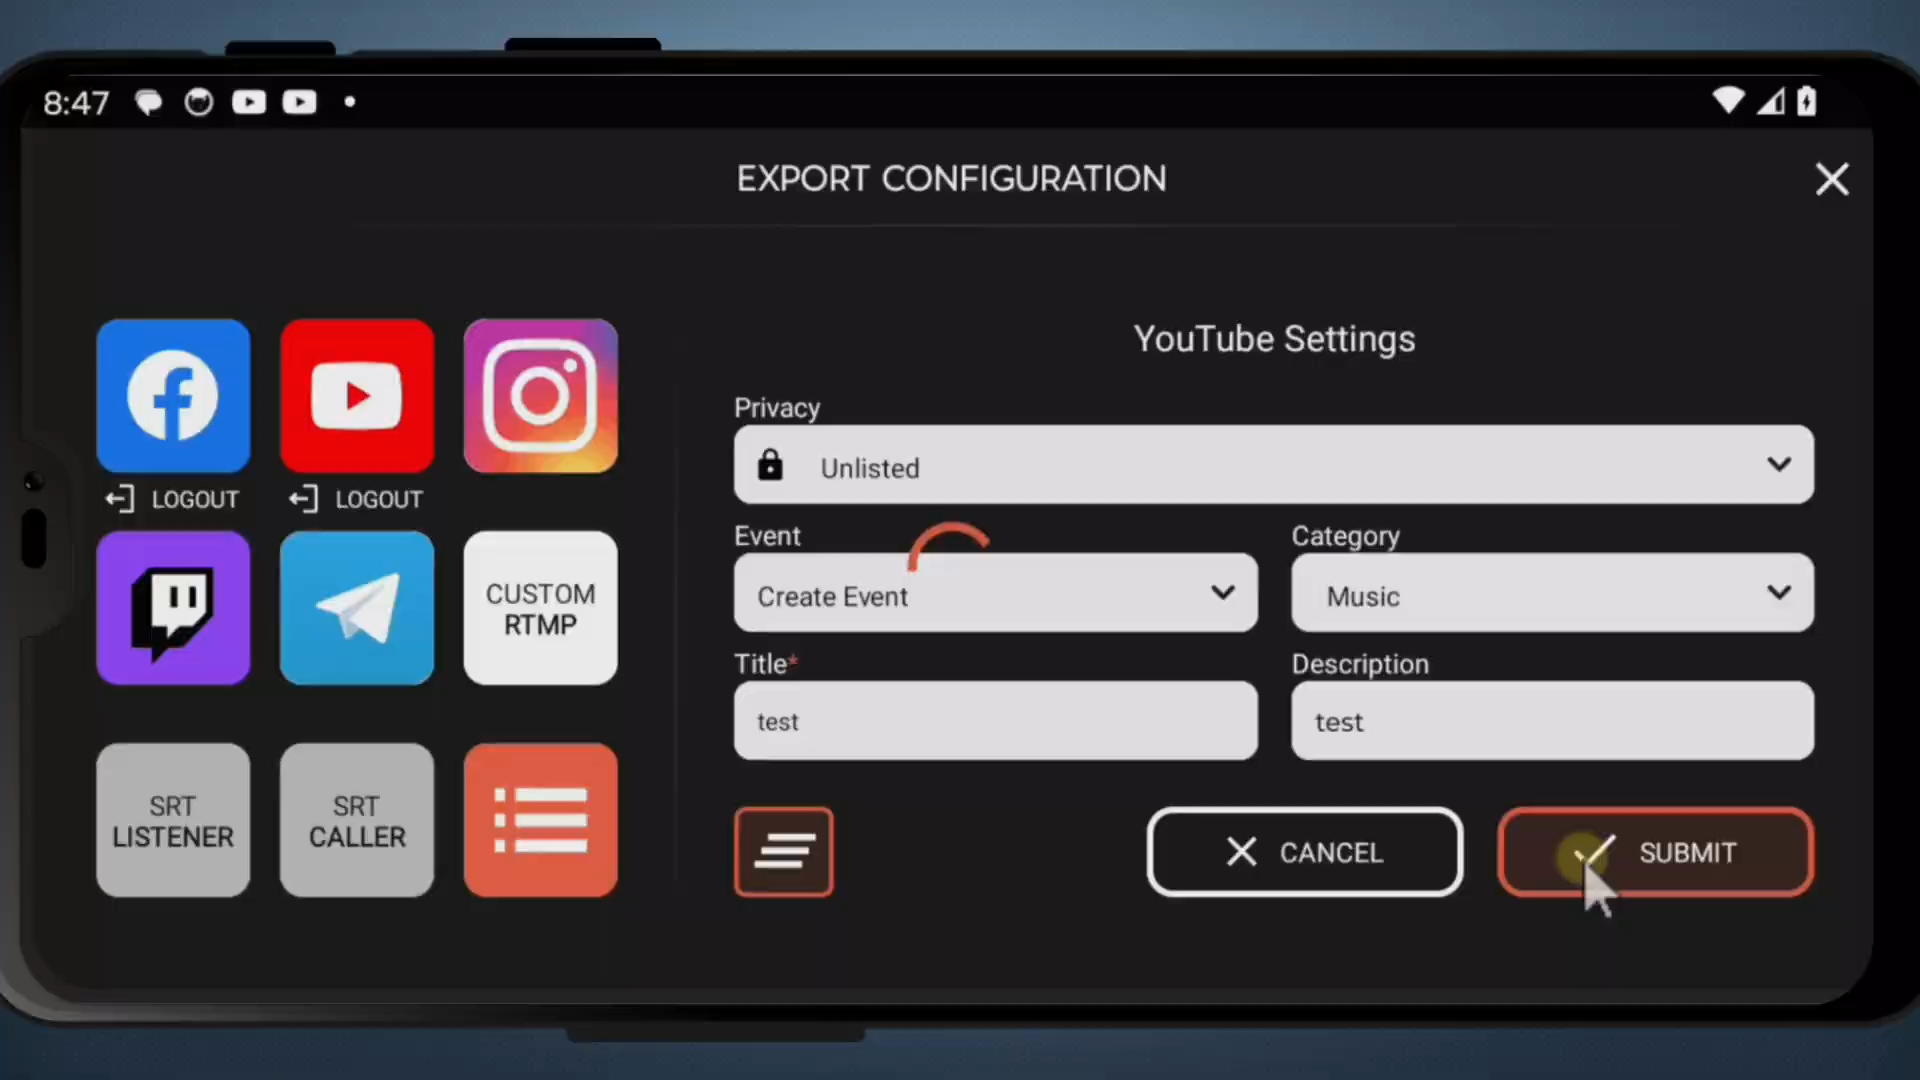 8:47
EXPORT CONFIGURATION
YouTube Settings
Privacy
Unlisted
LOGOUT
LOGOUT
Event
Category
Create Event
Music
CUSTOM
RTMP
Title*
Description
test
test
SRT
LISTENER
SRT
CALLER
CANCEL
SUBMIT